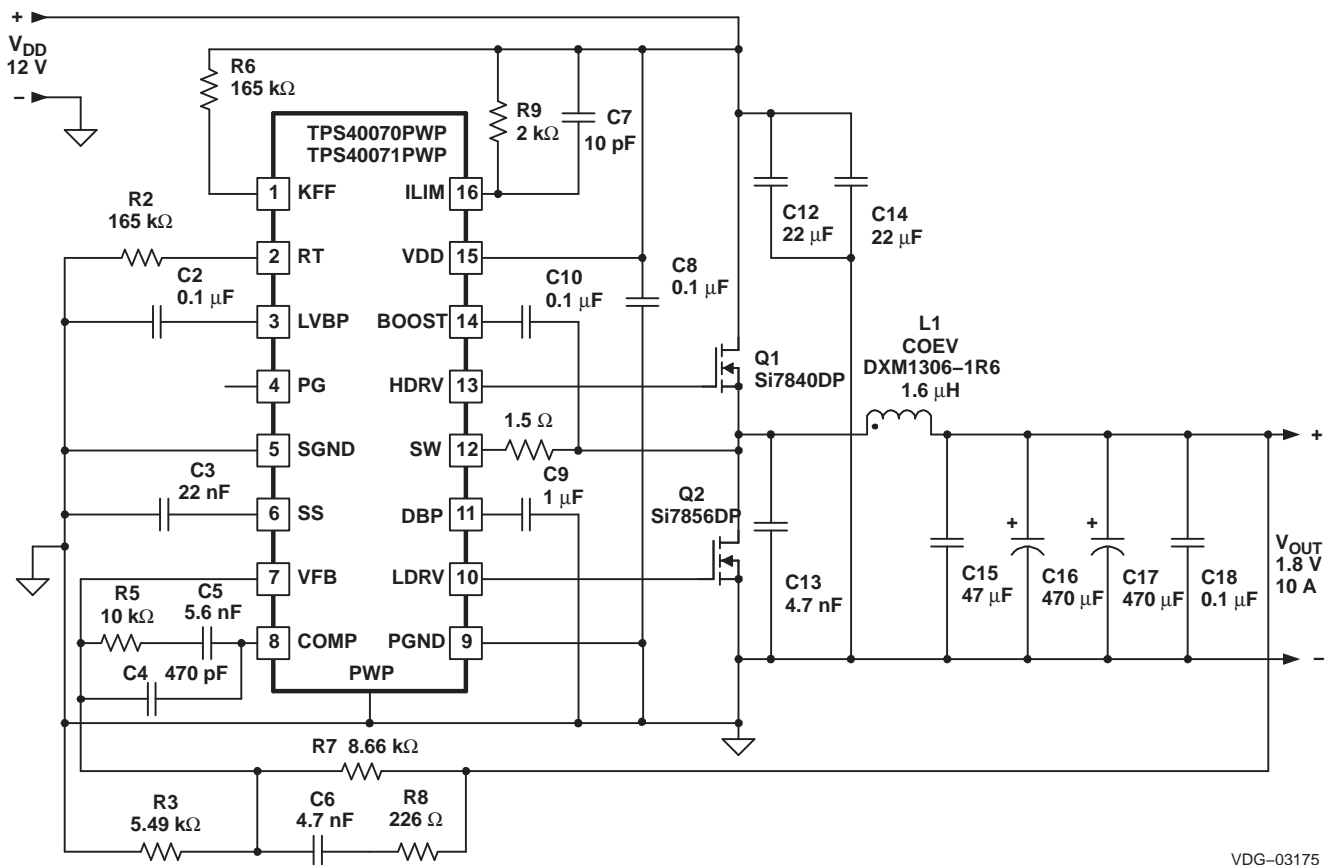 +
V_DD
12 V
–
R6
165 kΩ
R9
2 kΩ
C7
10 pF
TPS40070PWP
TPS40071PWP
1 KFF
ILIM 16
R2
165 kΩ
C12
22 μF
C14
22 μF
2 RT
VDD 15
C2
0.1 μF
C10
0.1 μF
C8
0.1 μF
3 LVBP
BOOST 14
L1
COEV
DXM1306–1R6
1.6 μH
Q1
Si7840DP
4 PG
HDRV 13
1.5 Ω
+
5 SGND
SW 12
C3
22 nF
C9
1 μF
Q2
Si7856DP
6 SS
DBP 11
+
+
V_OUT
1.8 V
10 A
7 VFB
LDRV 10
C13
4.7 nF
C15
47 μF
C16
470 μF
C17
470 μF
C18
0.1 μF
R5
10 kΩ
C5
5.6 nF
8 COMP
PGND 9
–
C4
470 pF
PWP
R7 8.66 kΩ
R3
5.49 kΩ
C6
4.7 nF
R8
226 Ω
VDG–03175